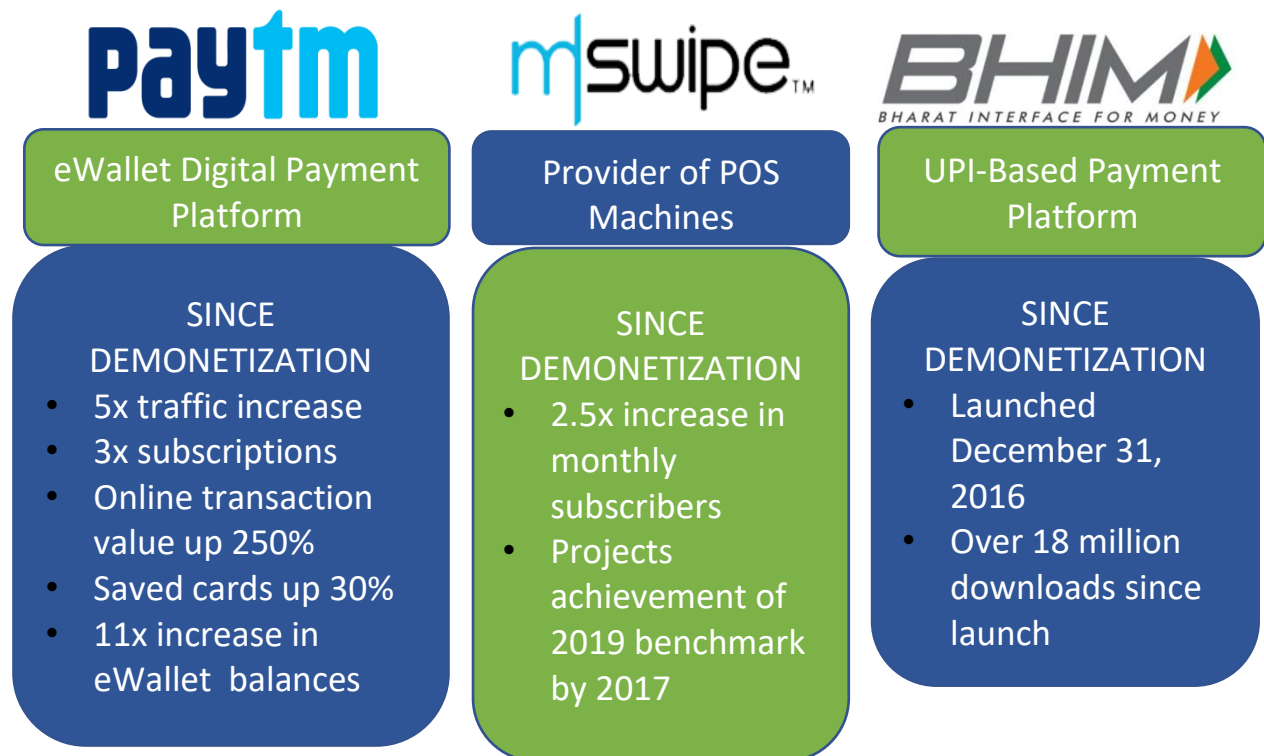 paytm
eWallet Digital Payment
Platform
SINCE
DEMONETIZATION
• 5x traffic increase
• 3x subscriptions
• Online transaction
value up 250%
• Saved cards up 30%
• 11x increase in
eWallet balances
mswipe™
Provider of POS
Machines
SINCE
DEMONETIZATION
• 2.5x increase in
monthly
subscribers
• Projects
achievement of
2019 benchmark
by 2017
BHIM
BHARAT INTERFACE FOR MONEY
UPI-Based Payment
Platform
SINCE
DEMONETIZATION
• Launched
December 31,
2016
• Over 18 million
downloads since
launch